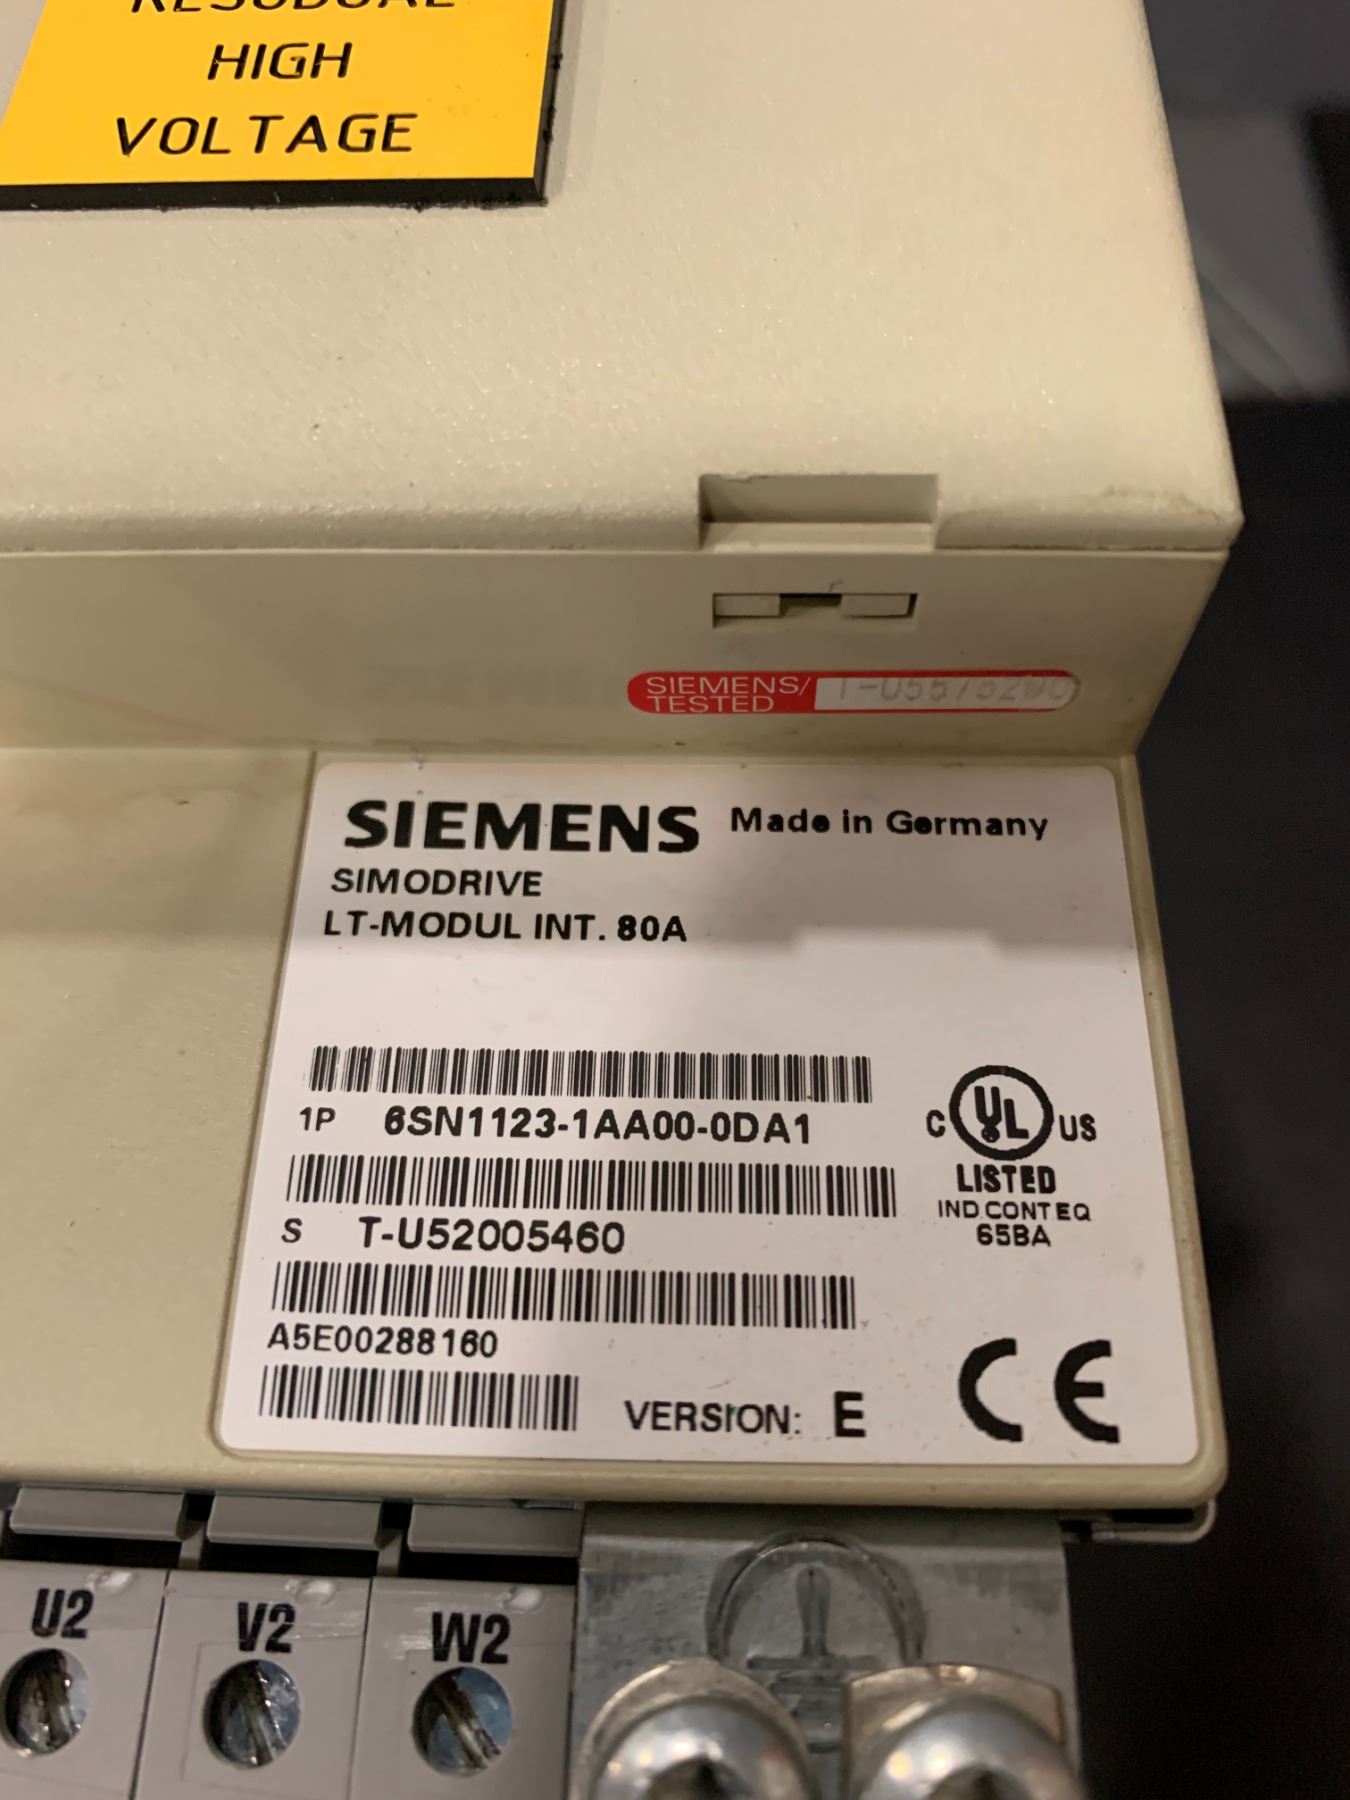 HIGH
VOLTAGE
SIEMENS/
TESTED
SIEMENS Made in Germany
SIMODRIVE
LT-MODUL INT. 80A
1P 6SN1123-1AA00-0DA1
C UL US
LISTED
IND CONT EQ
65BA
S T-U52005460
A5E00288160
VERSION: E CE
U2 V2 W2